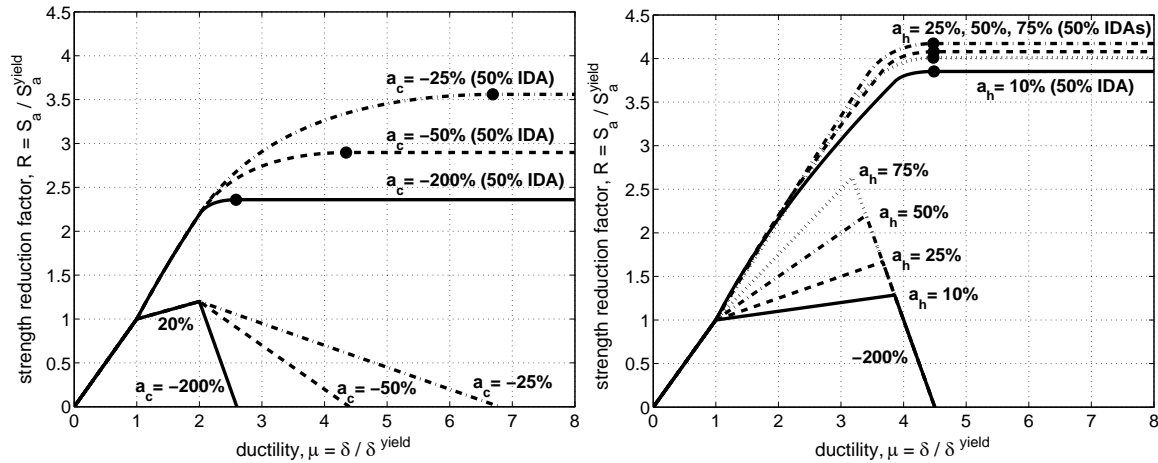 4.5
4
3.5
3
2.5
2
1.5
1
0.5
0
0 1 2 3 4 5 6 7 8
strength reduction factor, R = S_a / S_a^yield
ductility, μ = δ / δ^yield
a_c = −25% (50% IDA)
a_c = −50% (50% IDA)
a_c = −200% (50% IDA)
20%
a_c = −200%
a_c = −50%
a_c = −25%
4.5
4
3.5
3
2.5
2
1.5
1
0.5
0
0 1 2 3 4 5 6 7 8
strength reduction factor, R = S_a / S_a^yield
ductility, μ = δ / δ^yield
a_h = 25%, 50%, 75% (50% IDAs)
a_h = 10% (50% IDA)
a_h = 75%
a_h = 50%
a_h = 25%
a_h = 10%
−200%